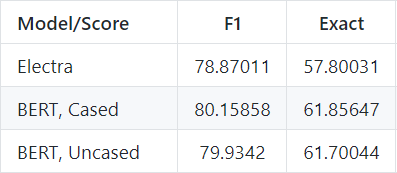 Model/Score F1 Exact
Electra 78.87011 57.80031
BERT, Cased 80.15858 61.85647
BERT, Uncased 79.9342 61.70044